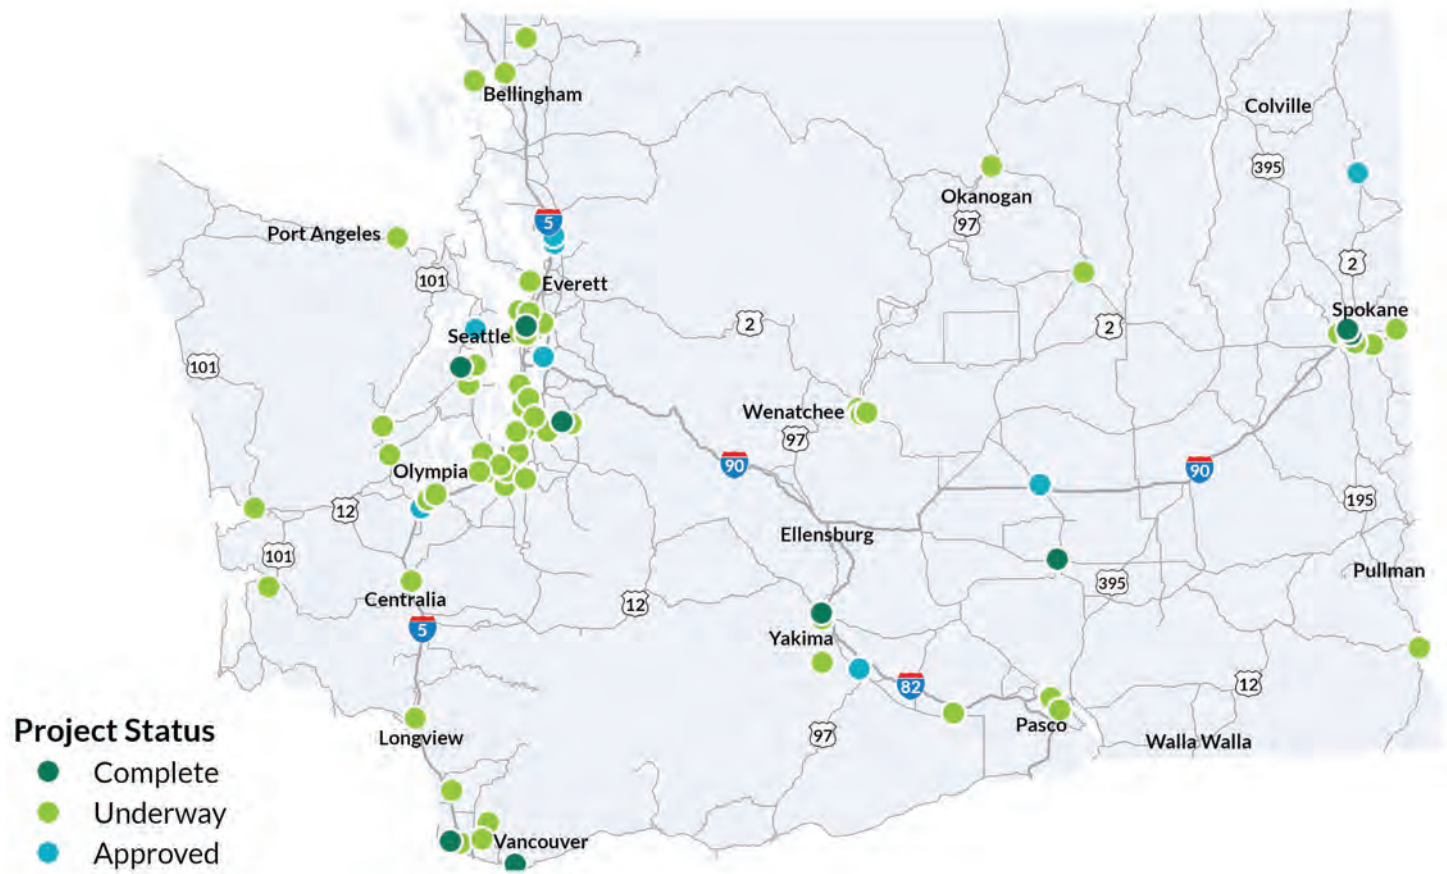 Bellingham
Colville
395
Okanogan
97
5
Port Angeles
101
Everett
2
Spokane
2
2
Seattle
101
Wenatchee
97
Olympia
90
90
12
195
Ellensburg
101
395
Pullman
Centralia
12
5
Yakima
82
12
Pasco
97
Walla Walla
Longview
Vancouver
Project Status
Complete
Underway
Approved